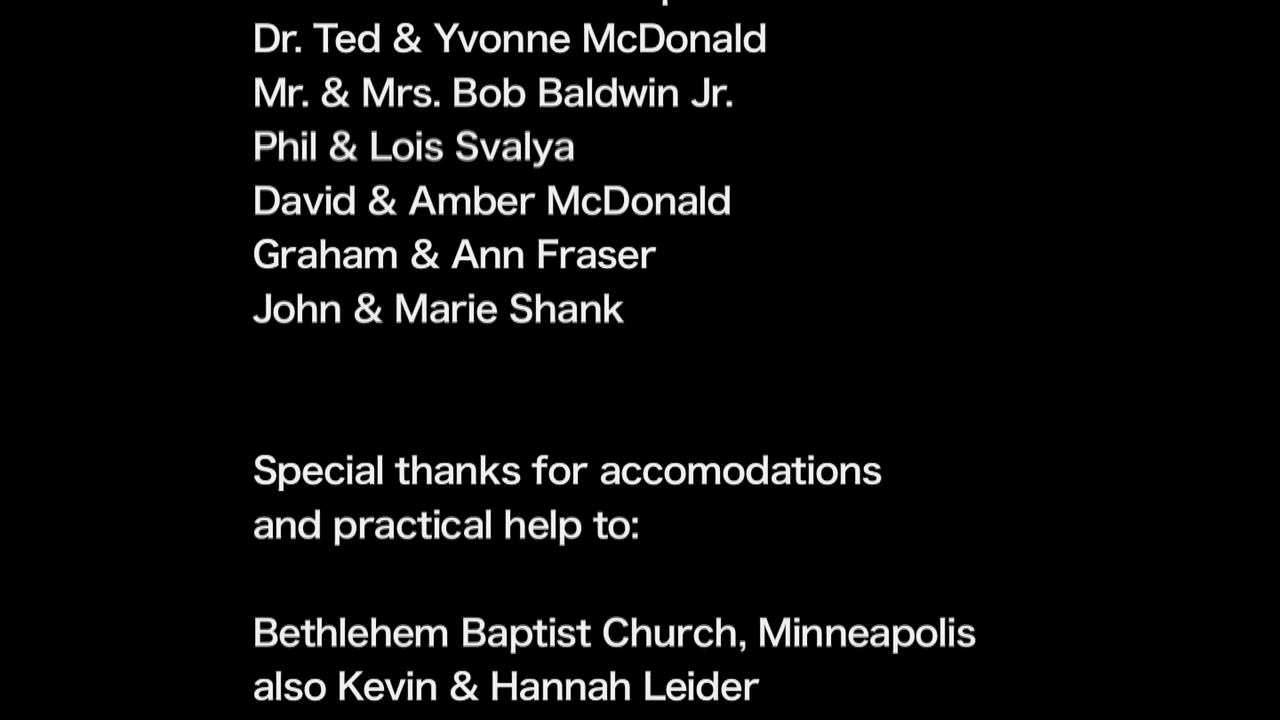 Dr. Ted & Yvonne McDonald
Mr. & Mrs. Bob Baldwin Jr.
Phil & Lois Svalya
David & Amber McDonald
Graham & Ann Fraser
John & Marie Shank
Special thanks for accomodations
and practical help to:
Bethlehem Baptist Church, Minneapolis
also Kevin & Hannah Leider